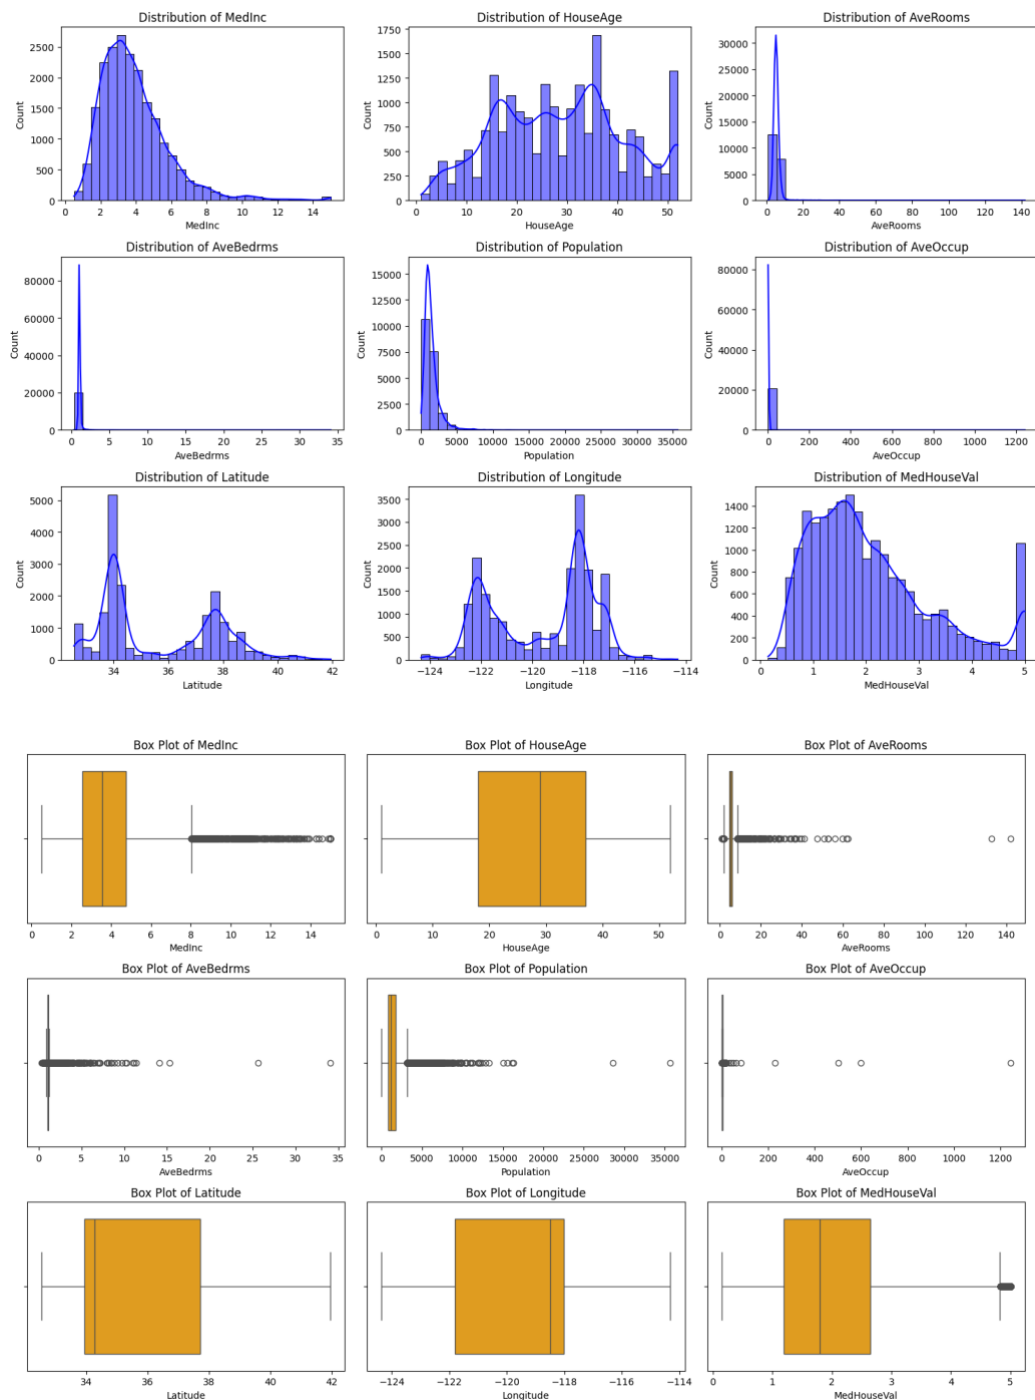 Distribution of MedInc
Distribution of HouseAge
Distribution of AveRooms
Count
2500
2000
1500
1000
500
0
0 2 4 6 8 10 12 14
MedInc
Count
1750
1500
1250
1000
750
500
250
0
0 10 20 30 40 50
HouseAge
Count
30000
25000
20000
15000
10000
5000
0
0 20 40 60 80 100 120 140
AveRooms
Distribution of AveBedrms
Distribution of Population
Distribution of AveOccup
Count
80000
60000
40000
20000
0
0 5 10 15 20 25 30 35
AveBedrms
Count
15000
12500
10000
7500
5000
2500
0
0 5000 10000 15000 20000 25000 30000 35000
Population
Count
80000
60000
40000
20000
0
0 200 400 600 800 1000 1200
AveOccup
Distribution of Latitude
Distribution of Longitude
Distribution of MedHouseVal
Count
5000
4000
3000
2000
1000
0
34 36 38 40 42
Latitude
Count
3500
3000
2500
2000
1500
1000
500
0
−124 −122 −120 −118 −116 −114
Longitude
Count
1400
1200
1000
800
600
400
200
0
0 1 2 3 4 5
MedHouseVal
Box Plot of MedInc
Box Plot of HouseAge
Box Plot of AveRooms
0 2 4 6 8 10 12 14
MedInc
0 10 20 30 40 50
HouseAge
0 20 40 60 80 100 120 140
AveRooms
Box Plot of AveBedrms
Box Plot of Population
Box Plot of AveOccup
0 5 10 15 20 25 30 35
AveBedrms
0 5000 10000 15000 20000 25000 30000 35000
Population
0 200 400 600 800 1000 1200
AveOccup
Box Plot of Latitude
Box Plot of Longitude
Box Plot of MedHouseVal
34 36 38 40 42
Latitude
−124 −122 −120 −118 −116 −114
Longitude
0 1 2 3 4 5
MedHouseVal